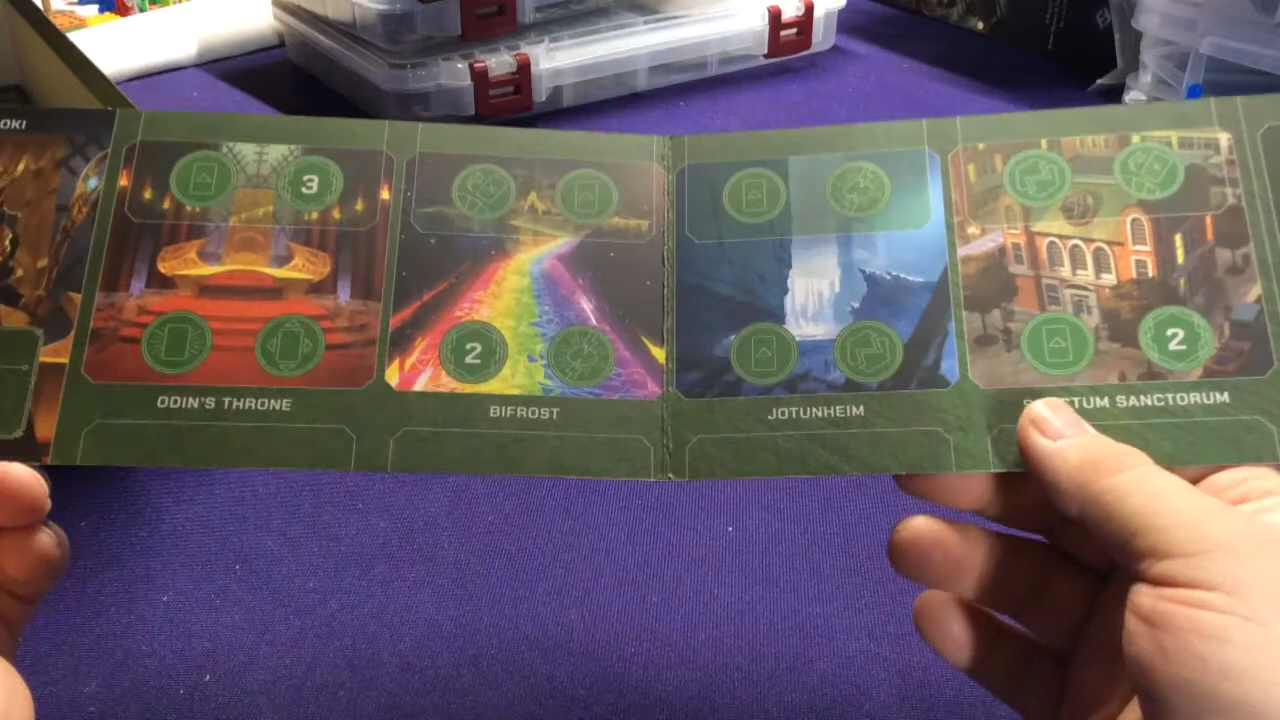 OKI
3
2
2
ODIN'S THRONE
BIFROST
JOTUNHEIM
TUM SANCTORUM